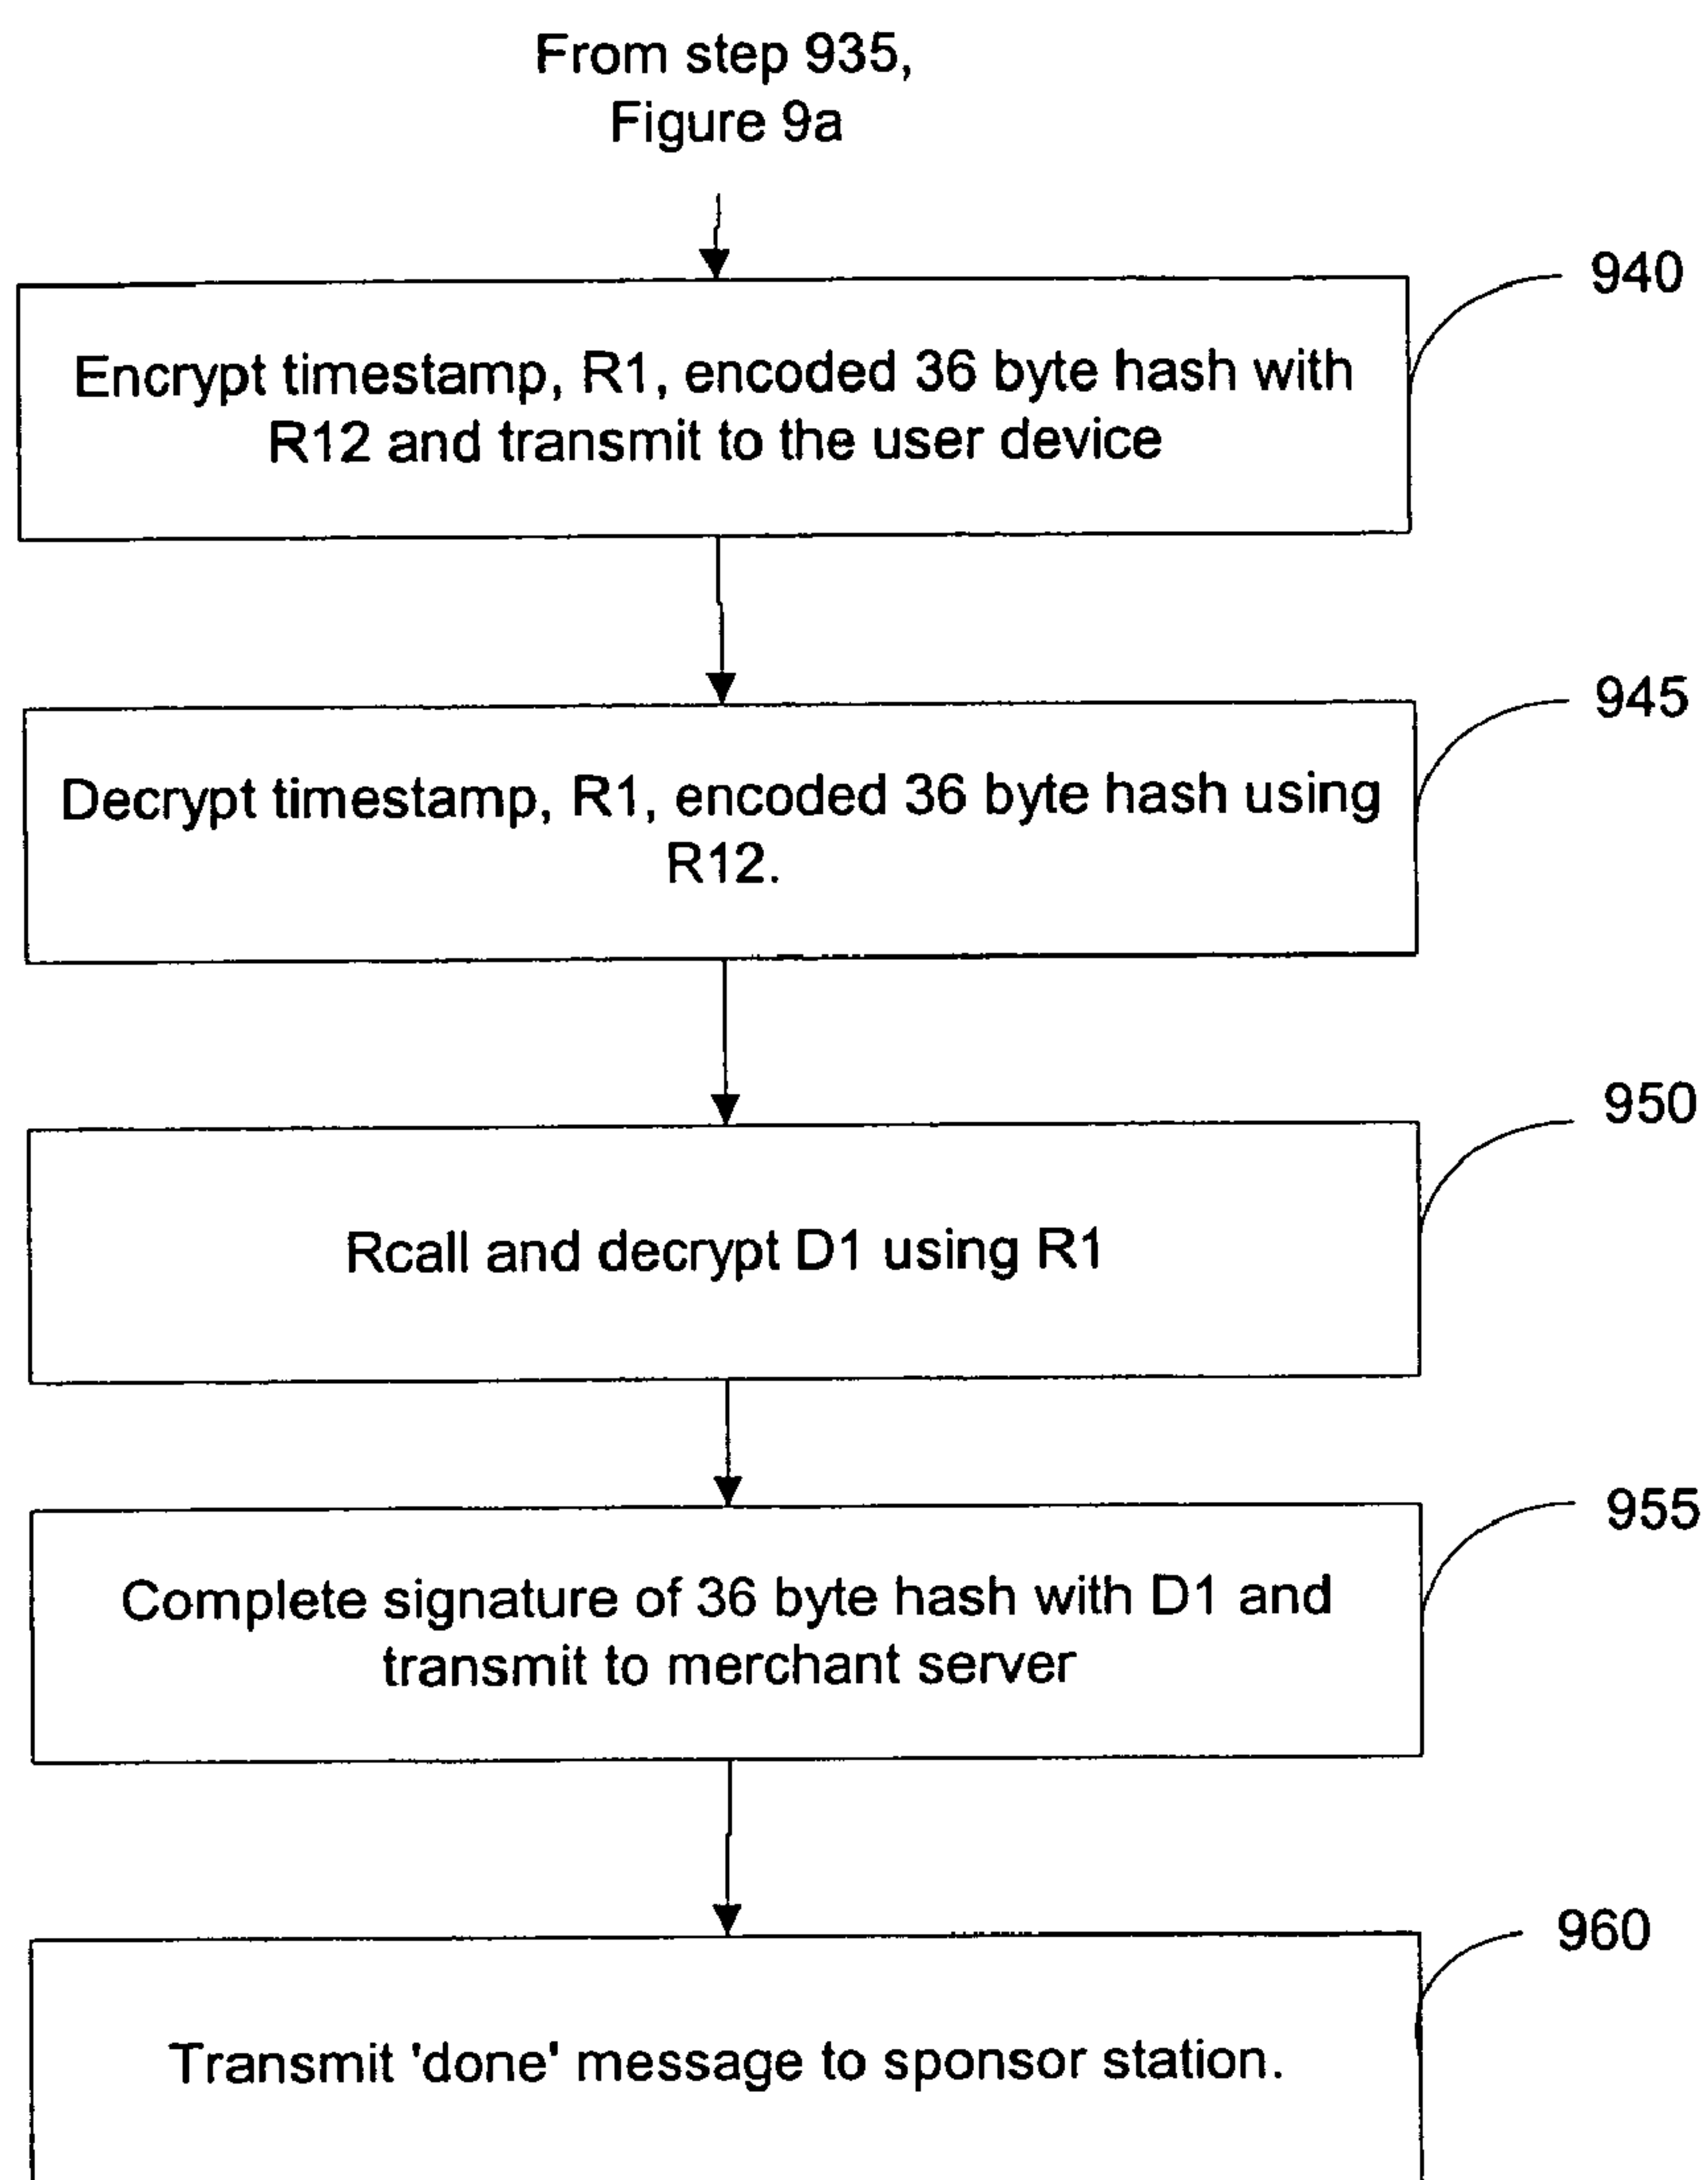 From step 935,
Figure 9a
940
Encrypt timestamp, R1, encoded 36 byte hash with
R12 and transmit to the user device
945
Decrypt timestamp, R1, encoded 36 byte hash using
R12.
950
Rcall and decrypt D1 using R1
955
Complete signature of 36 byte hash with D1 and
transmit to merchant server
960
Transmit 'done' message to sponsor station.